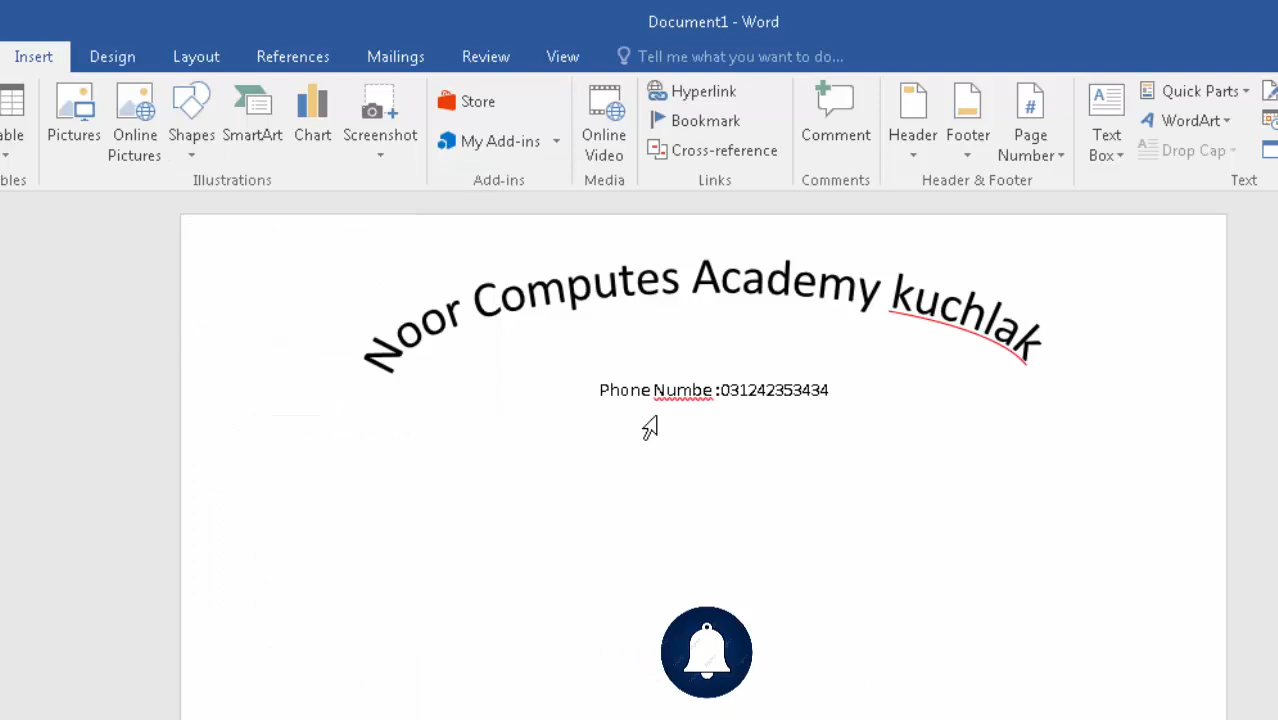 Document1 - Word
Insert Design Layout References Mailings Review View Tell me what you want to do...
able Pictures Online Pictures Shapes SmartArt Chart Screenshot
Store
My Add-ins
Online Video
Hyperlink
Bookmark
Cross-reference
Comment
Header Footer Page Number
Text Box
Quick Parts
WordArt
Drop Cap
bles Illustrations Add-ins Media Links Comments Header & Footer Text
Noor Computes Academy kuchlak
Phone Numbe :031242353434